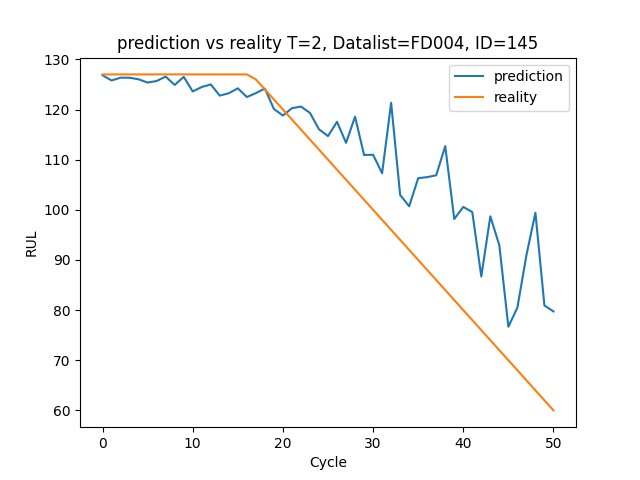 prediction vs reality T=2, Datalist=FD004, ID=145
prediction
reality
130
120
110
100
90
80
70
60
RUL
0 10 20 30 40 50
Cycle